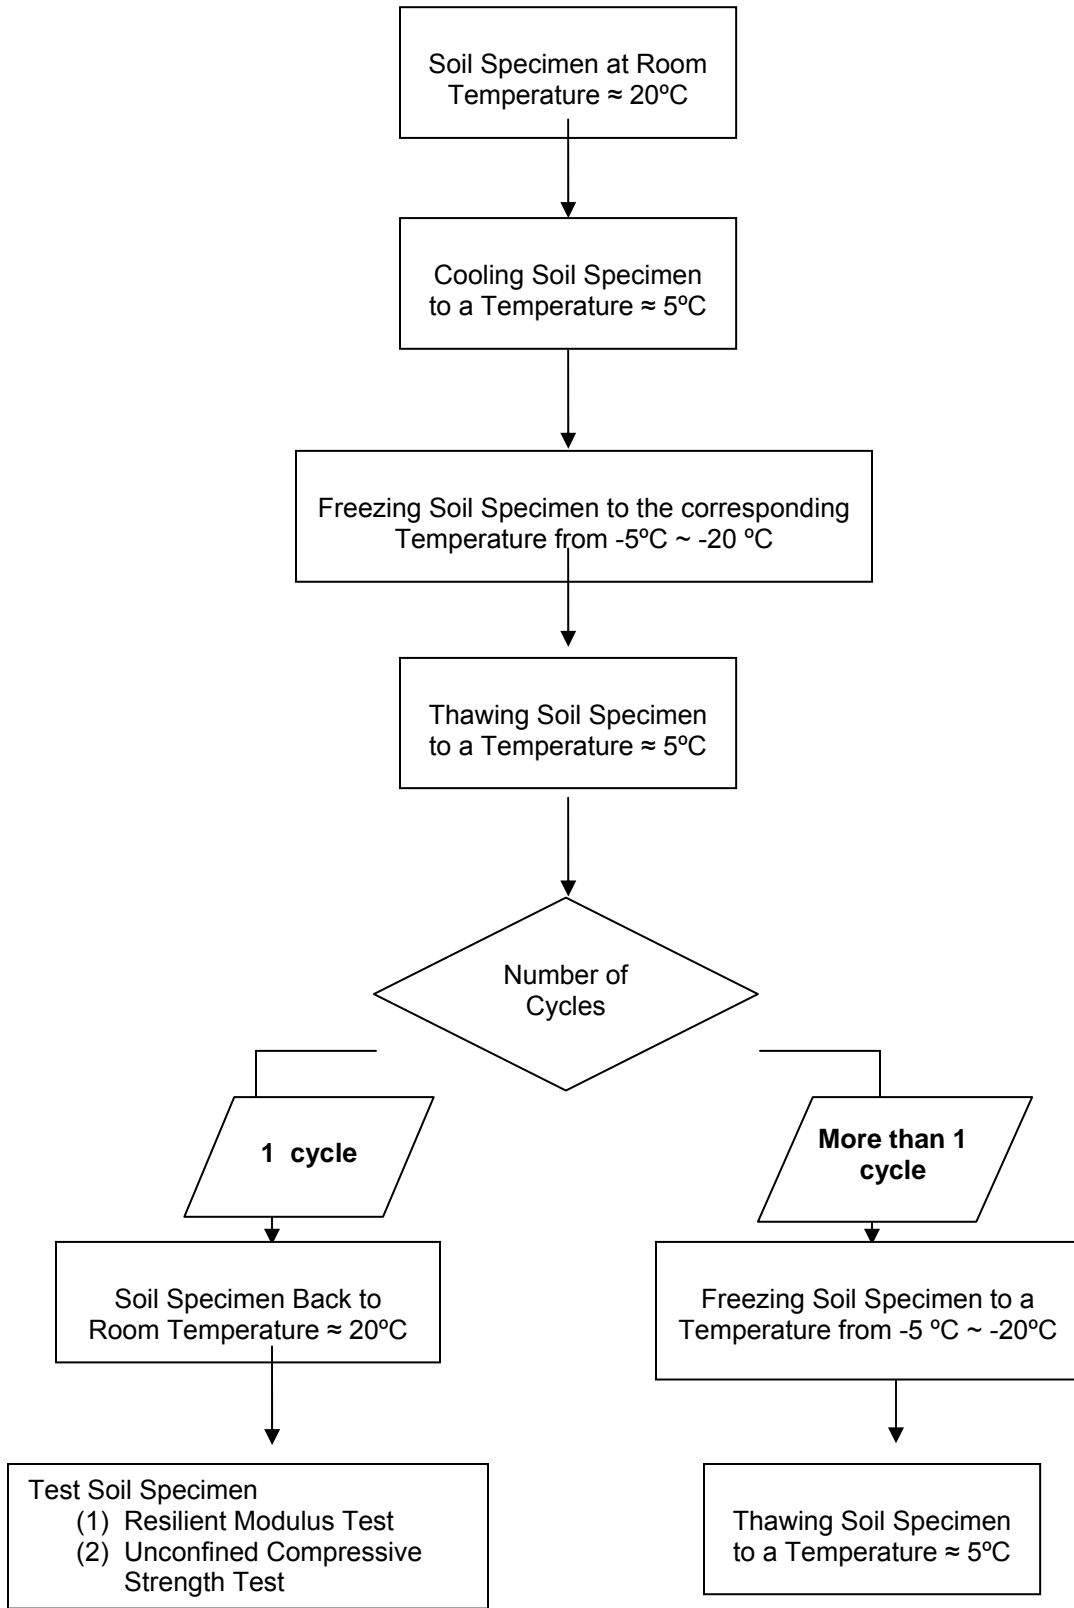 Soil Specimen at Room
Temperature ≈ 20ºC
Cooling Soil Specimen
to a Temperature ≈ 5ºC
Freezing Soil Specimen to the corresponding
Temperature from -5ºC ~ -20 ºC
Thawing Soil Specimen
to a Temperature ≈ 5ºC
Number of
Cycles
1 cycle
More than 1
cycle
Soil Specimen Back to
Room Temperature ≈ 20ºC
Freezing Soil Specimen to a
Temperature from -5 ºC ~ -20ºC
Test Soil Specimen
(1) Resilient Modulus Test
(2) Unconfined Compressive
Strength Test
Thawing Soil Specimen
to a Temperature ≈ 5ºC